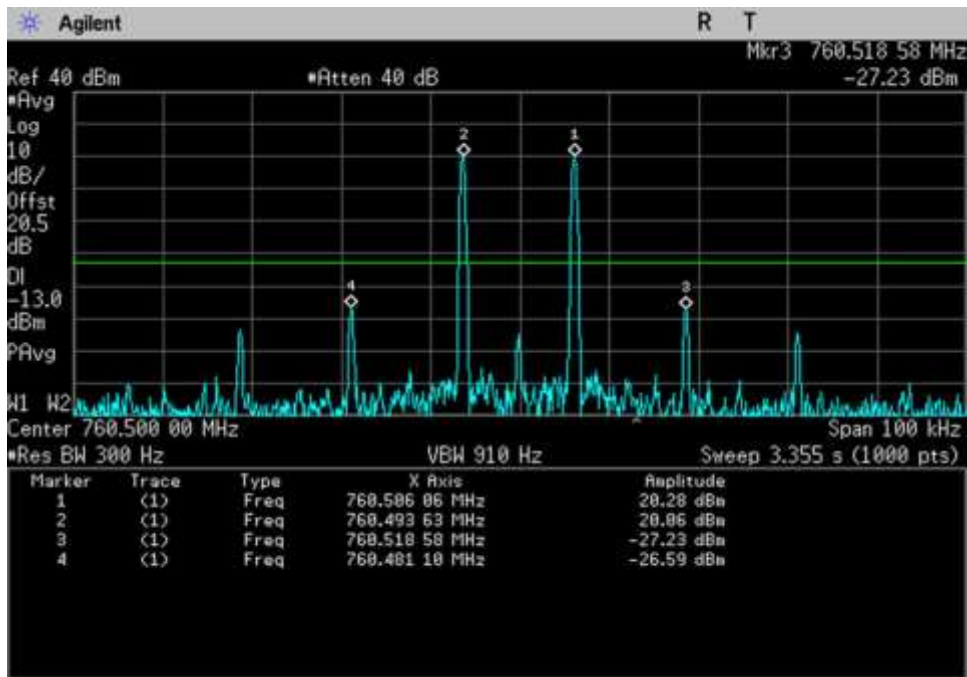 Agilent R T
Mkr3 760.518 58 MHz
Ref 40 dBm *Atten 40 dB -27.23 dBm
*Avg
Log
10
dB/
Offst
20.5
dB
DI
-13.0
dBm
PAvg
W1 W2
2
1
4
3
Center 760.500 00 MHz Span 100 kHz
*Res BW 300 Hz VBW 910 Hz Sweep 3.355 s (1000 pts)
Marker Trace Type X Axis Amplitude
1 (1) Freq 760.506 06 MHz 20.28 dBm
2 (1) Freq 760.493 63 MHz 20.06 dBm
3 (1) Freq 760.518 58 MHz -27.23 dBm
4 (1) Freq 760.481 10 MHz -26.59 dBm